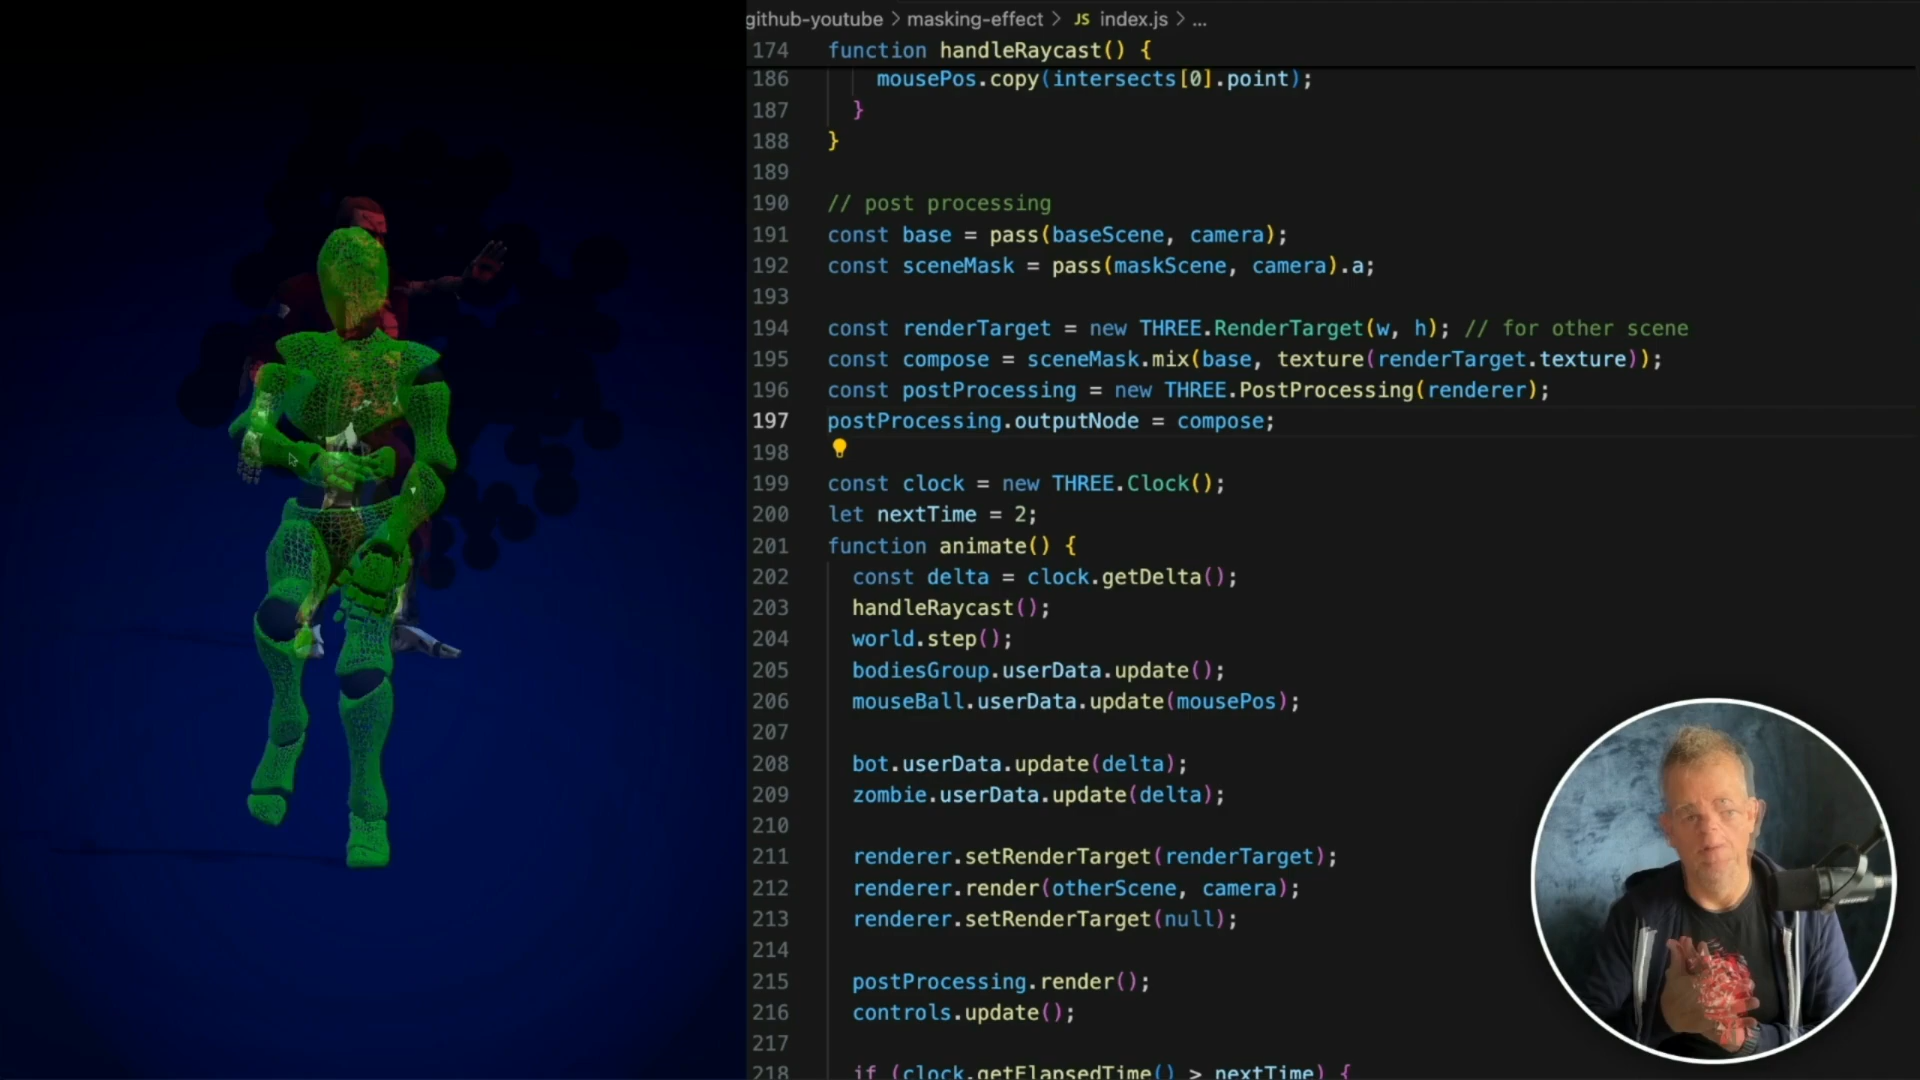 github-youtube > masking-effect > JS index.js > ...
174 function handleRaycast() {
186 mousePos.copy(intersects[0].point);
187 }
188 }
189
190 // post processing
191 const base = pass(baseScene, camera);
192 const sceneMask = pass(maskScene, camera).a;
193
194 const renderTarget = new THREE.RenderTarget(w, h); // for other scene
195 const compose = sceneMask.mix(base, texture(renderTarget.texture));
196 const postProcessing = new THREE.PostProcessing(renderer);
197 postProcessing.outputNode = compose;
198
199 const clock = new THREE.Clock();
200 let nextTime = 2;
201 function animate() {
202 const delta = clock.getDelta();
203 handleRaycast();
204 world.step();
205 bodiesGroup.userData.update();
206 mouseBall.userData.update(mousePos);
207
208 bot.userData.update(delta);
209 zombie.userData.update(delta);
210
211 renderer.setRenderTarget(renderTarget);
212 renderer.render(otherScene, camera);
213 renderer.setRenderTarget(null);
214
215 postProcessing.render();
216 controls.update();
217
218 if (clock.getElapsedTime() > nextTime) {